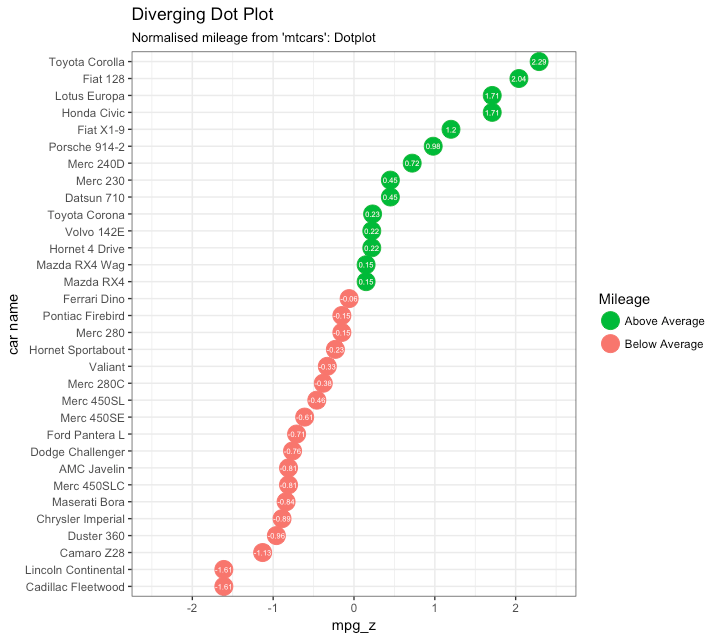 Diverging Dot Plot
Normalised mileage from 'mtcars': Dotplot
car name
Toyota Corolla 2.29
Fiat 128 2.04
Lotus Europa 1.71
Honda Civic 1.71
Fiat X1-9 1.2
Porsche 914-2 0.98
Merc 240D 0.72
Merc 230 0.45
Datsun 710 0.45
Toyota Corona 0.23
Volvo 142E 0.22
Hornet 4 Drive 0.22
Mazda RX4 Wag 0.15
Mazda RX4 0.15
Ferrari Dino -0.06
Pontiac Firebird -0.15
Merc 280 -0.15
Hornet Sportabout -0.23
Valiant -0.33
Merc 280C -0.38
Merc 450SL -0.46
Merc 450SE -0.61
Ford Pantera L -0.71
Dodge Challenger -0.76
AMC Javelin -0.81
Merc 450SLC -0.81
Maserati Bora -0.84
Chrysler Imperial -0.89
Duster 360 -0.96
Camaro Z28 -1.13
Lincoln Continental -1.61
Cadillac Fleetwood -1.61
-2 -1 0 1 2
mpg_z
Mileage
Above Average
Below Average